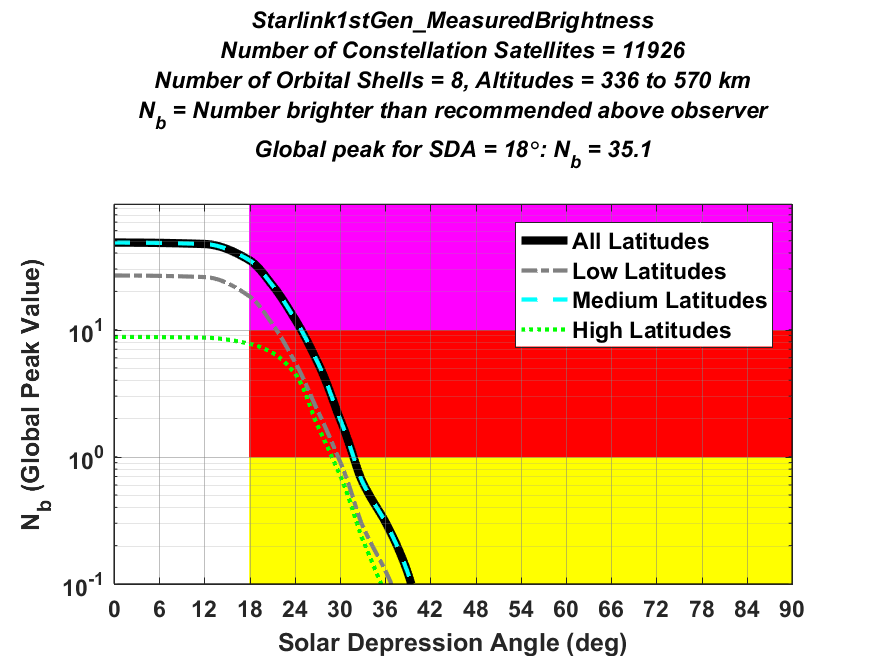 Starlink1stGen_MeasuredBrightness
Number of Constellation Satellites = 11926
Number of Orbital Shells = 8, Altitudes = 336 to 570 km
N_b = Number brighter than recommended above observer
Global peak for SDA = 18°: N_b = 35.1
N_b (Global Peak Value)
10^1
10^0
10^-1
All Latitudes
Low Latitudes
Medium Latitudes
High Latitudes
0 6 12 18 24 30 36 42 48 54 60 66 72 78 84 90
Solar Depression Angle (deg)